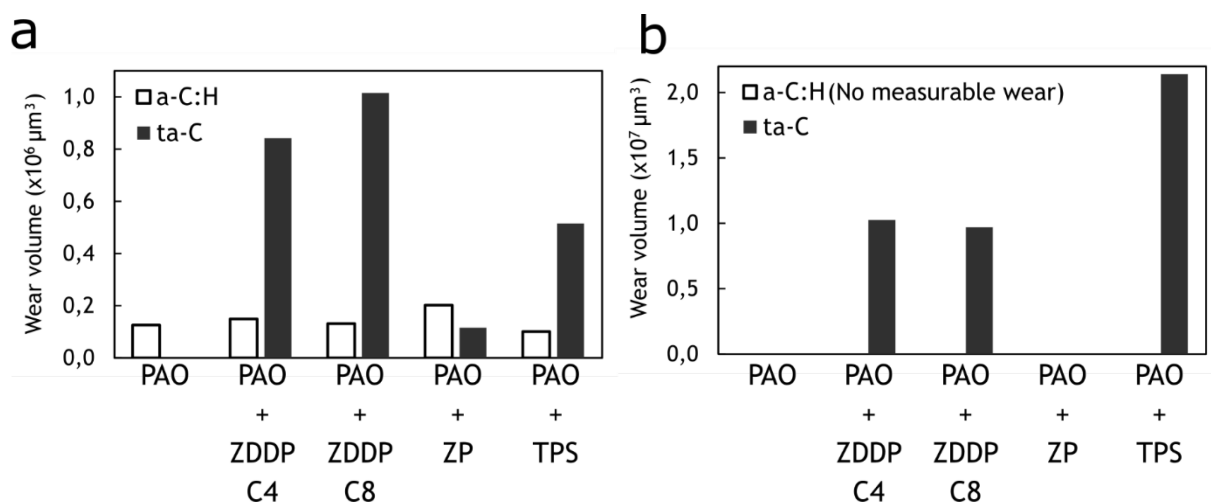 a
Wear volume (x10⁶ µm³)
1,0
0,8
0,6
0,4
0,2
0,0
a-C:H
ta-C
PAO PAO PAO PAO PAO
+ + + +
ZDDP ZDDP ZP TPS
C4 C8
b
Wear volume (x10⁷ µm³)
2,0
1,5
1,0
0,5
0,0
a-C:H (No measurable wear)
ta-C
PAO PAO PAO PAO PAO
+ + + +
ZDDP ZDDP ZP TPS
C4 C8